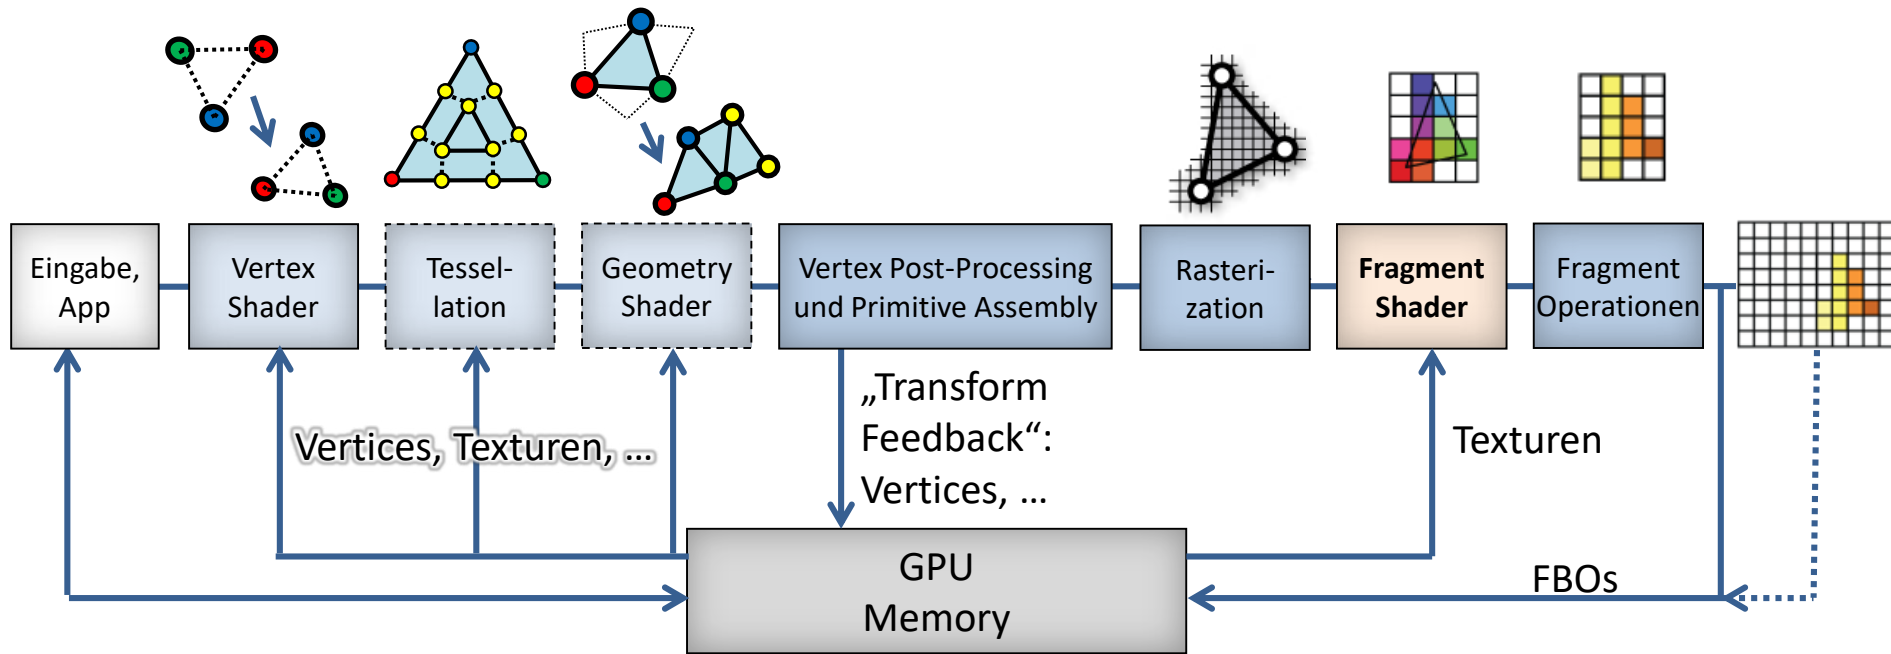 Eingabe,
App
Vertex
Shader
Tessel-
lation
Geometry
Shader
Vertex Post-Processing
und Primitive Assembly
Rasteri-
zation
Fragment
Shader
Fragment
Operationen
Vertices, Texturen, ...
„Transform
Feedback“:
Vertices, ...
Texturen
GPU
Memory
FBOs